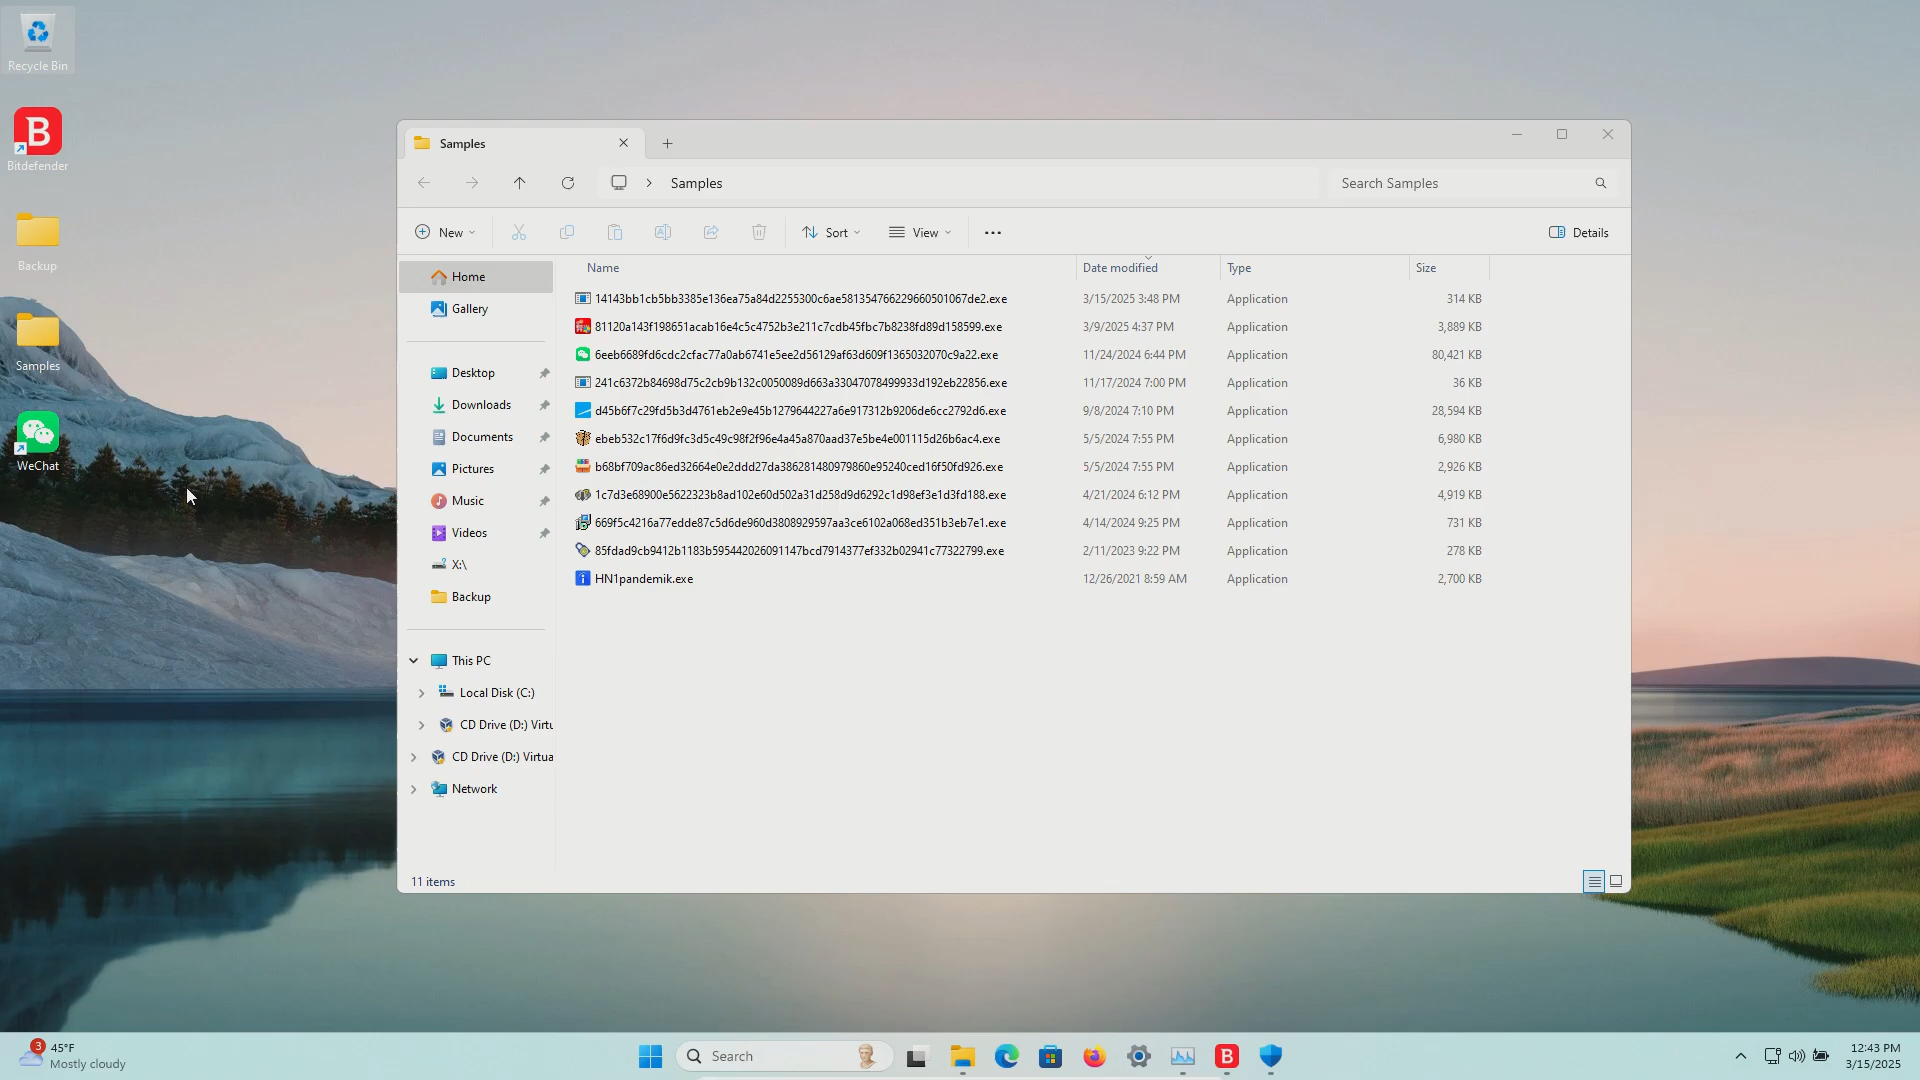 Recycle Bin
Bitdefender
Backup
Samples
WeChat
Samples
Samples
Search Samples
New
Sort
View
Details
Name
Date modified
Type
Size
Home
Gallery
Desktop
Downloads
Documents
Pictures
Music
Videos
X:\
Backup
This PC
Local Disk (C:)
CD Drive (D:) Virtu
CD Drive (D:) Virtua
Network
14143bb1cb5bb3385e136ea75a84d2255300c6ae581354766229660501067de2.exe 3/15/2025 3:48 PM Application 314 KB
81120a143f198651acab16e4c5c4752b3e211c7cdb45fbc7b8238fd89d158599.exe 3/9/2025 4:37 PM Application 3,889 KB
6eeb6689fd6cdc2cfac77a0ab6741e5ee2d56129af63d609f1365032070c9a22.exe 11/24/2024 6:44 PM Application 80,421 KB
241c6372b84698d75c2cb9b132c0050089d663a33047078499933d192eb22856.exe 11/17/2024 7:00 PM Application 36 KB
d45b6f7c29fd5b3d4761eb2e9e45b1279644227a6e917312b9206de6cc2792d6.exe 9/8/2024 7:10 PM Application 28,594 KB
ebeb532c17f6d9fc3d5c49c98f2f96e4a45a870aad37e5be4e001115d26b6ac4.exe 5/5/2024 7:55 PM Application 6,980 KB
b68bf709ac86ed32664e0e2ddd27da386281480979860e95240ced16f50fd926.exe 5/5/2024 7:55 PM Application 2,926 KB
1c7d3e68900e5622323b8ad102e60d502a31d258d9d6292c1d98ef3e1d3fd188.exe 4/21/2024 6:12 PM Application 4,919 KB
669f5c4216a77edde87c5d6de960d3808929597aa3ce6102a068ed351b3eb7e1.exe 4/14/2024 9:25 PM Application 731 KB
85fdad9cb9412b1183b595442026091147bcd7914377ef332b02941c77322799.exe 2/11/2023 9:22 PM Application 278 KB
HN1pandemik.exe 12/26/2021 8:59 AM Application 2,700 KB
11 items
3
45°F
Mostly cloudy
Search
12:43 PM
3/15/2025